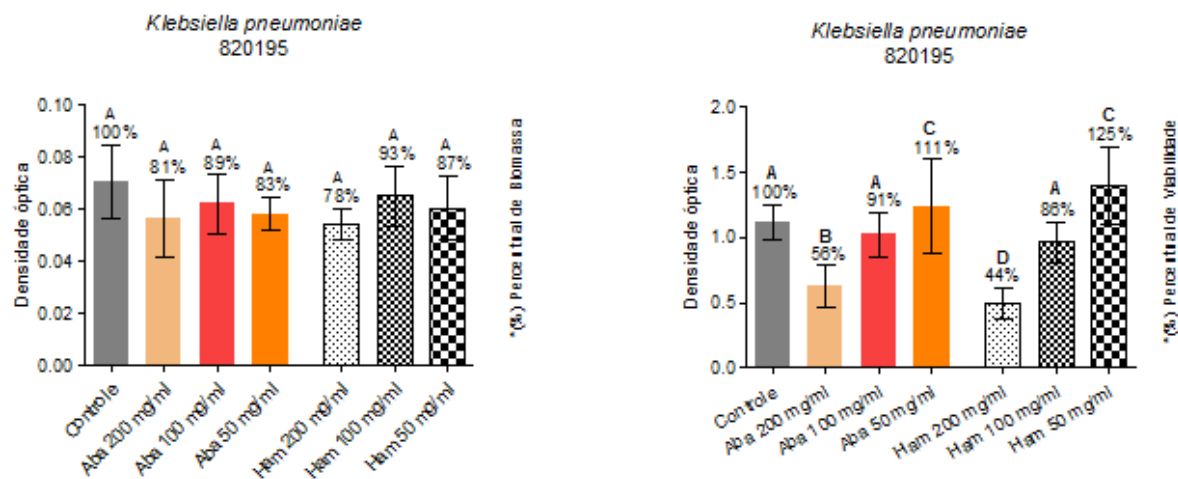 Klebsiella pneumoniae
820195
Densidade óptica
0.10
0.08
0.06
0.04
0.02
0.00
A
100%
A
81%
A
89%
A
83%
A
78%
A
93%
A
87%
Controle
Aba 200 mg/ml
Aba 100 mg/ml
Aba 50 mg/ml
Ham 200 mg/ml
Ham 100 mg/ml
Ham 50 mg/ml
*(%) Percentual de Biomassa
Klebsiella pneumoniae
820195
Densidade óptica
2.0
1.5
1.0
0.5
0.0
A
100%
B
56%
A
91%
C
111%
D
44%
A
86%
C
125%
Controle
Aba 200 mg/ml
Aba 100 mg/ml
Aba 50 mg/ml
Ham 200 mg/ml
Ham 100 mg/ml
Ham 50 mg/ml
*(%) Percentual de Viabilidade